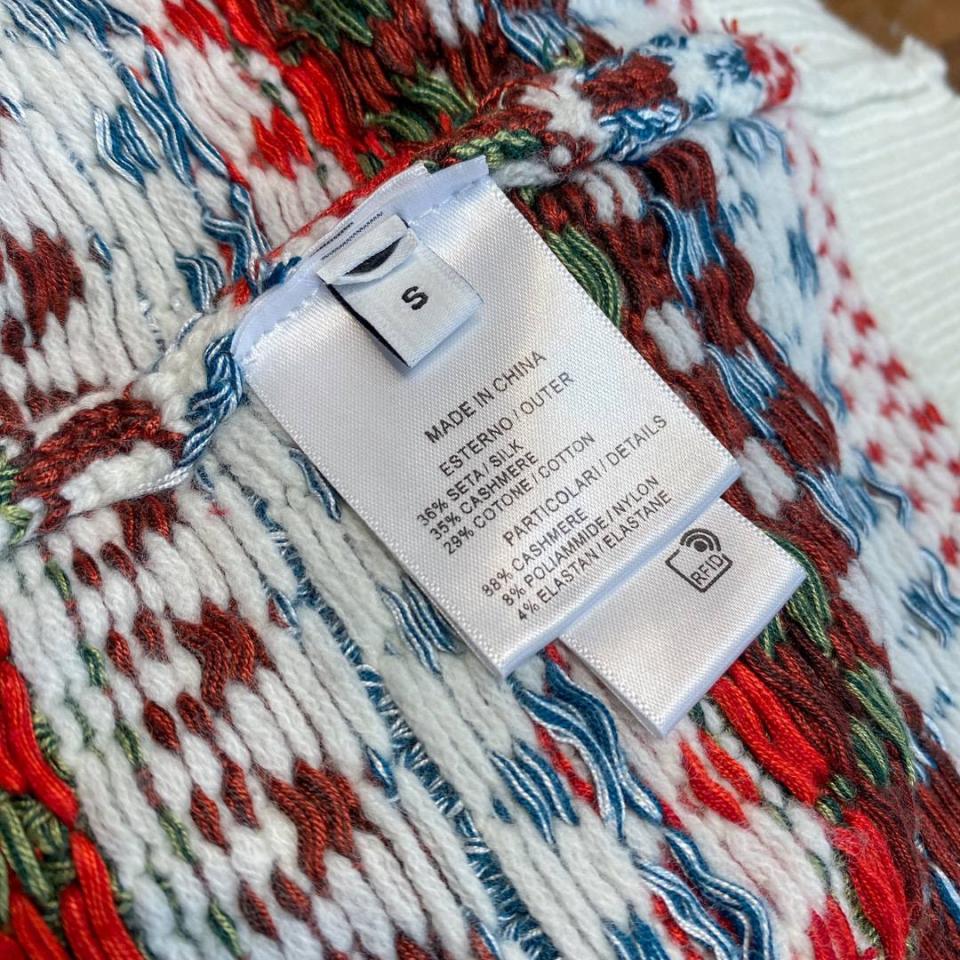 S
MADE IN CHINA
ESTERNO / OUTER
36% SETA / SILK
35% CASHMERE
29% COTONE / COTTON
PARTICOLARI / DETAILS
88% CASHMERE
8% POLIAMMIDE / NYLON
4% ELASTAN / ELASTANE
RFID